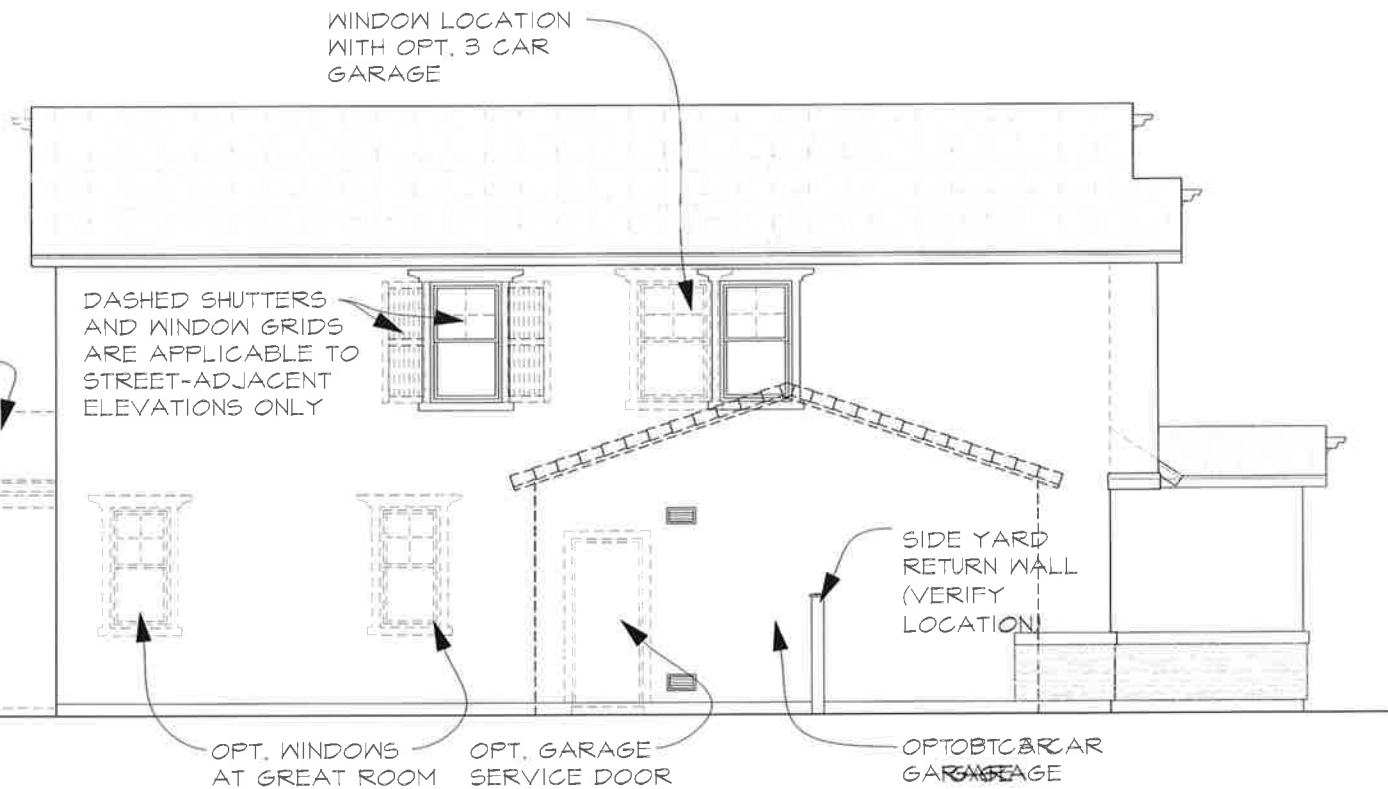 WINDOW LOCATION
WITH OPT. 3 CAR
GARAGE
DASHED SHUTTERS
AND WINDOW GRIDS
ARE APPLICABLE TO
STREET-ADJACENT
ELEVATIONS ONLY
SIDE YARD
RETURN WALL
(VERIFY
LOCATION)
OPT. WINDOWS
AT GREAT ROOM
OPT. GARAGE
SERVICE DOOR
CAR